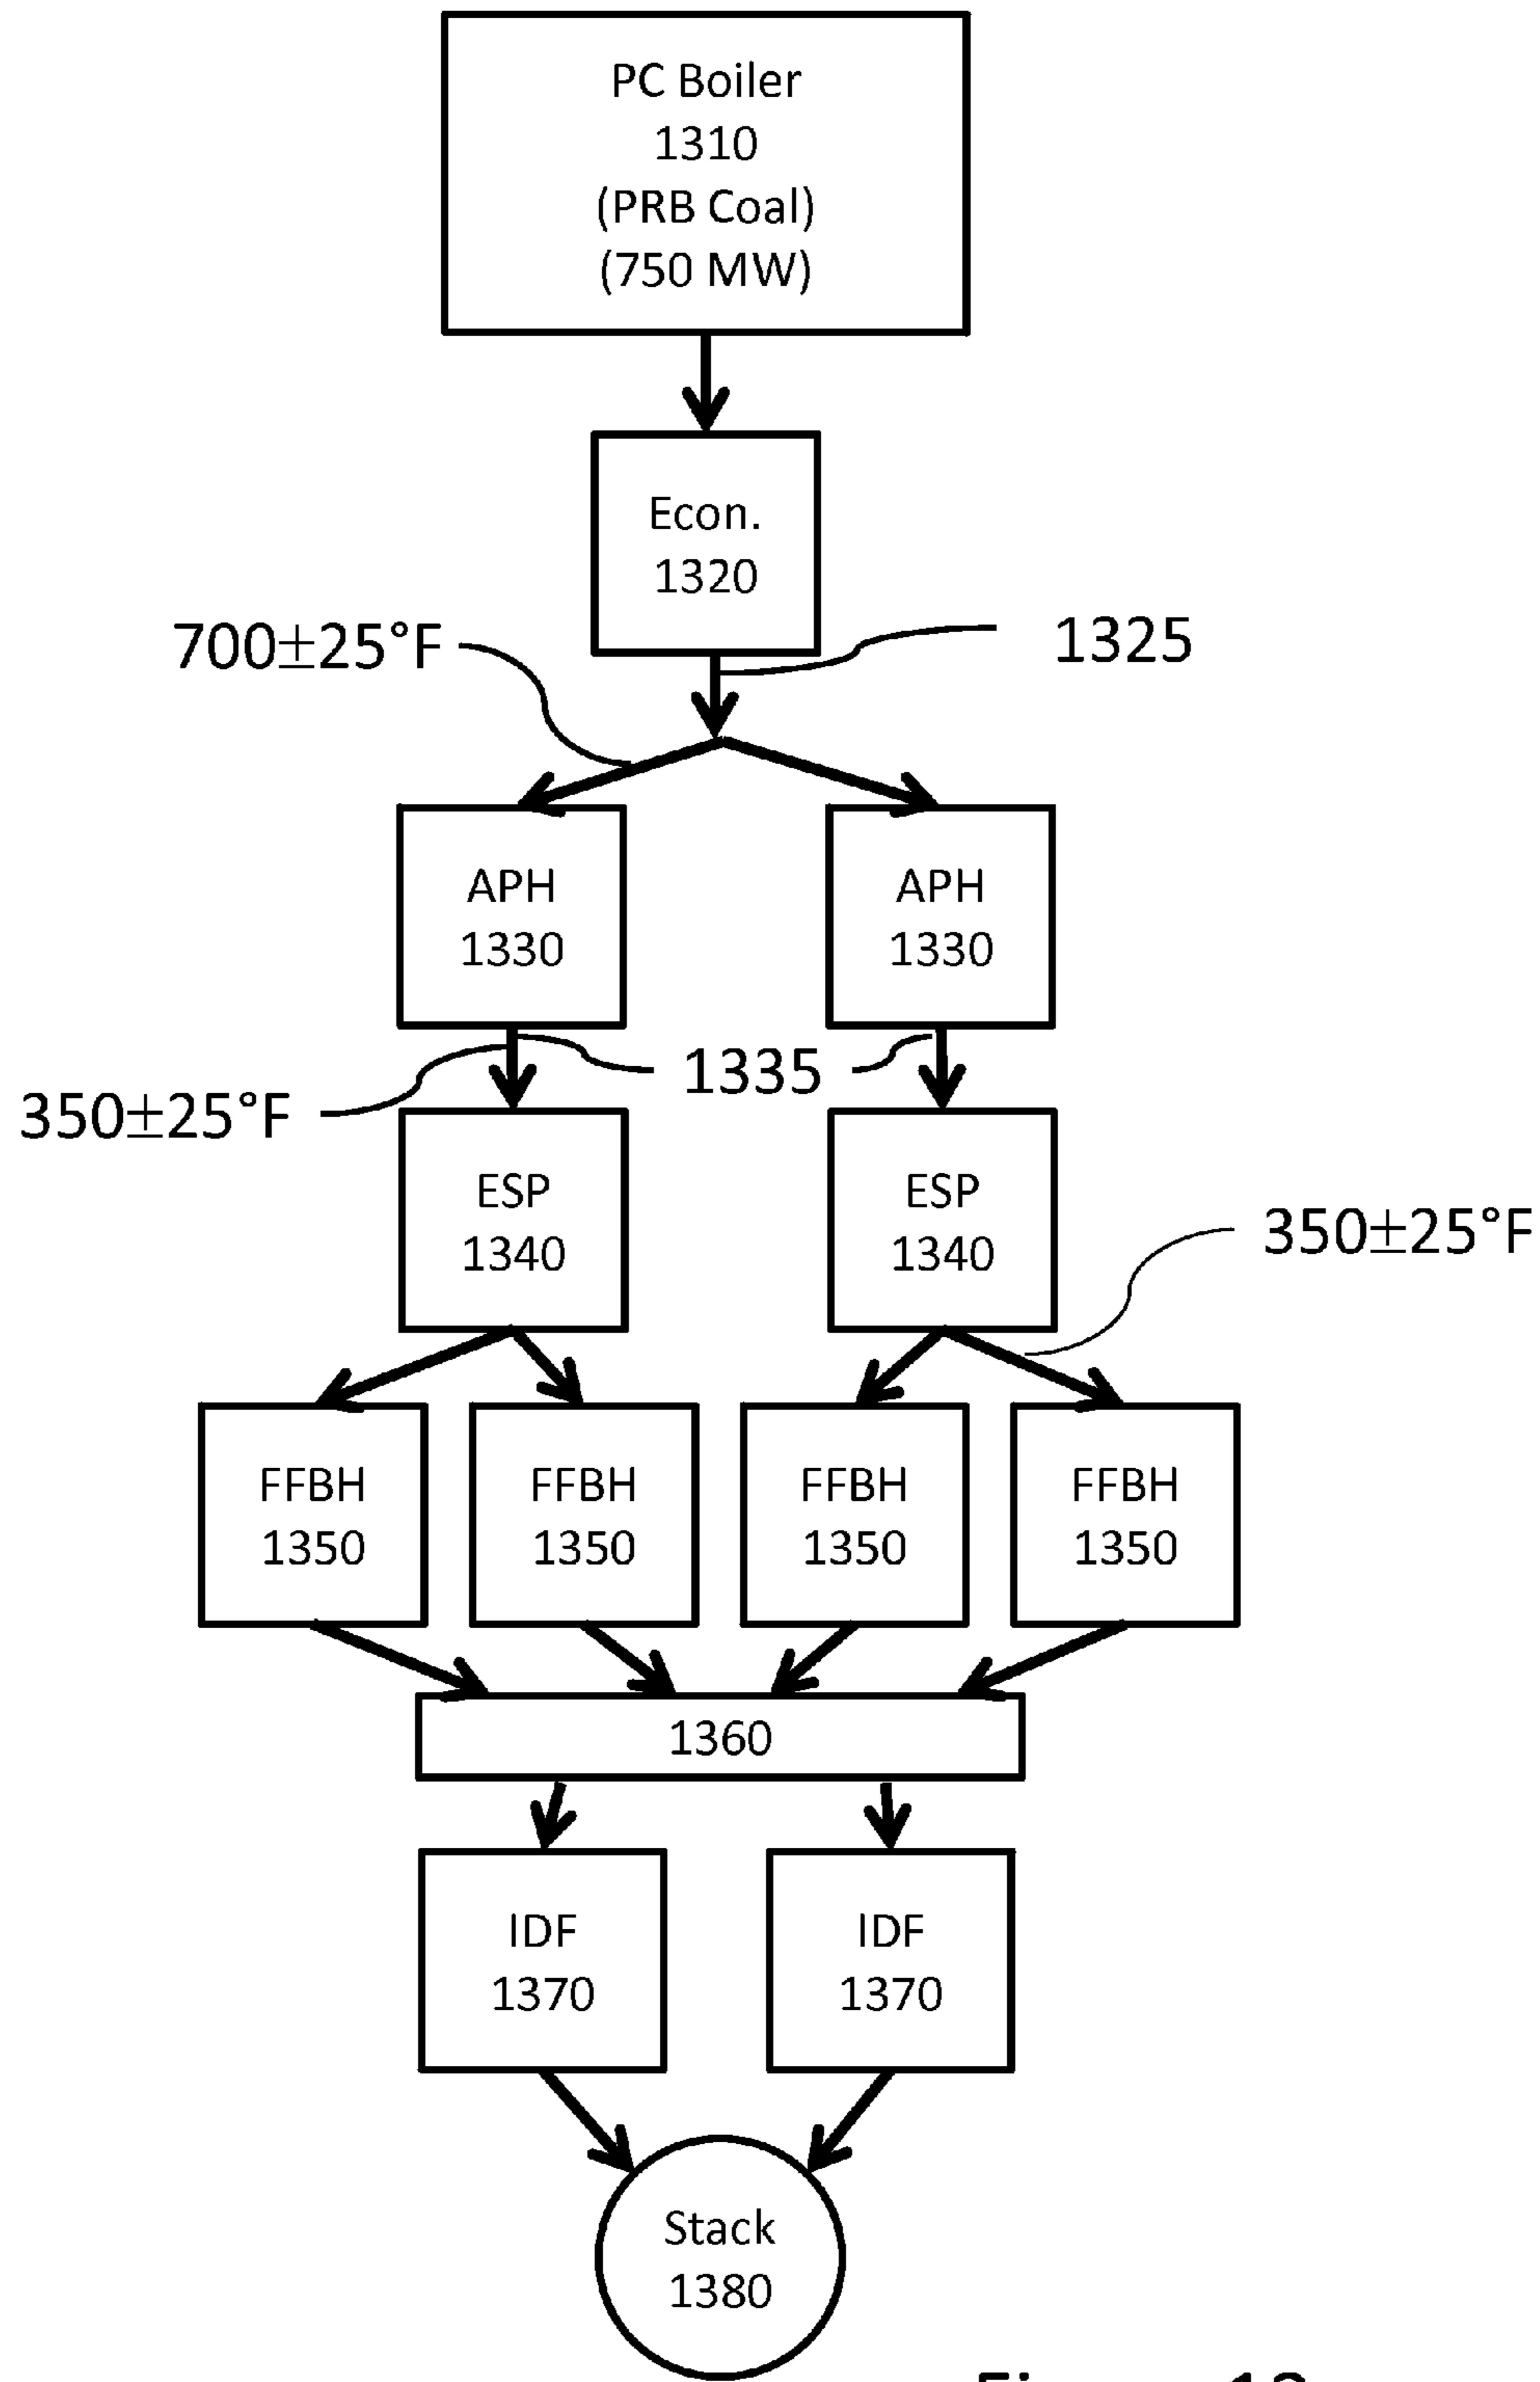 PC Boiler
1310
(PRB Coal)
(750 MW)
Econ.
1320
700±25°F
1325
APH
1330
APH
1330
1335
350±25°F
ESP
1340
ESP
1340
350±25°F
FFBH
1350
FFBH
1350
FFBH
1350
FFBH
1350
1360
IDF
1370
IDF
1370
Stack
1380